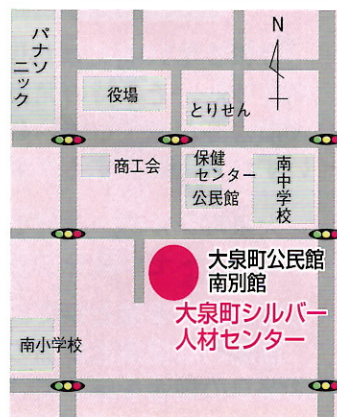 パナソ
ニック
N
役場
とりせん
商工会
保健
センター
公民館
南中学校
大泉町公民館
南別館
大泉町シルバー
人材センター
南小学校